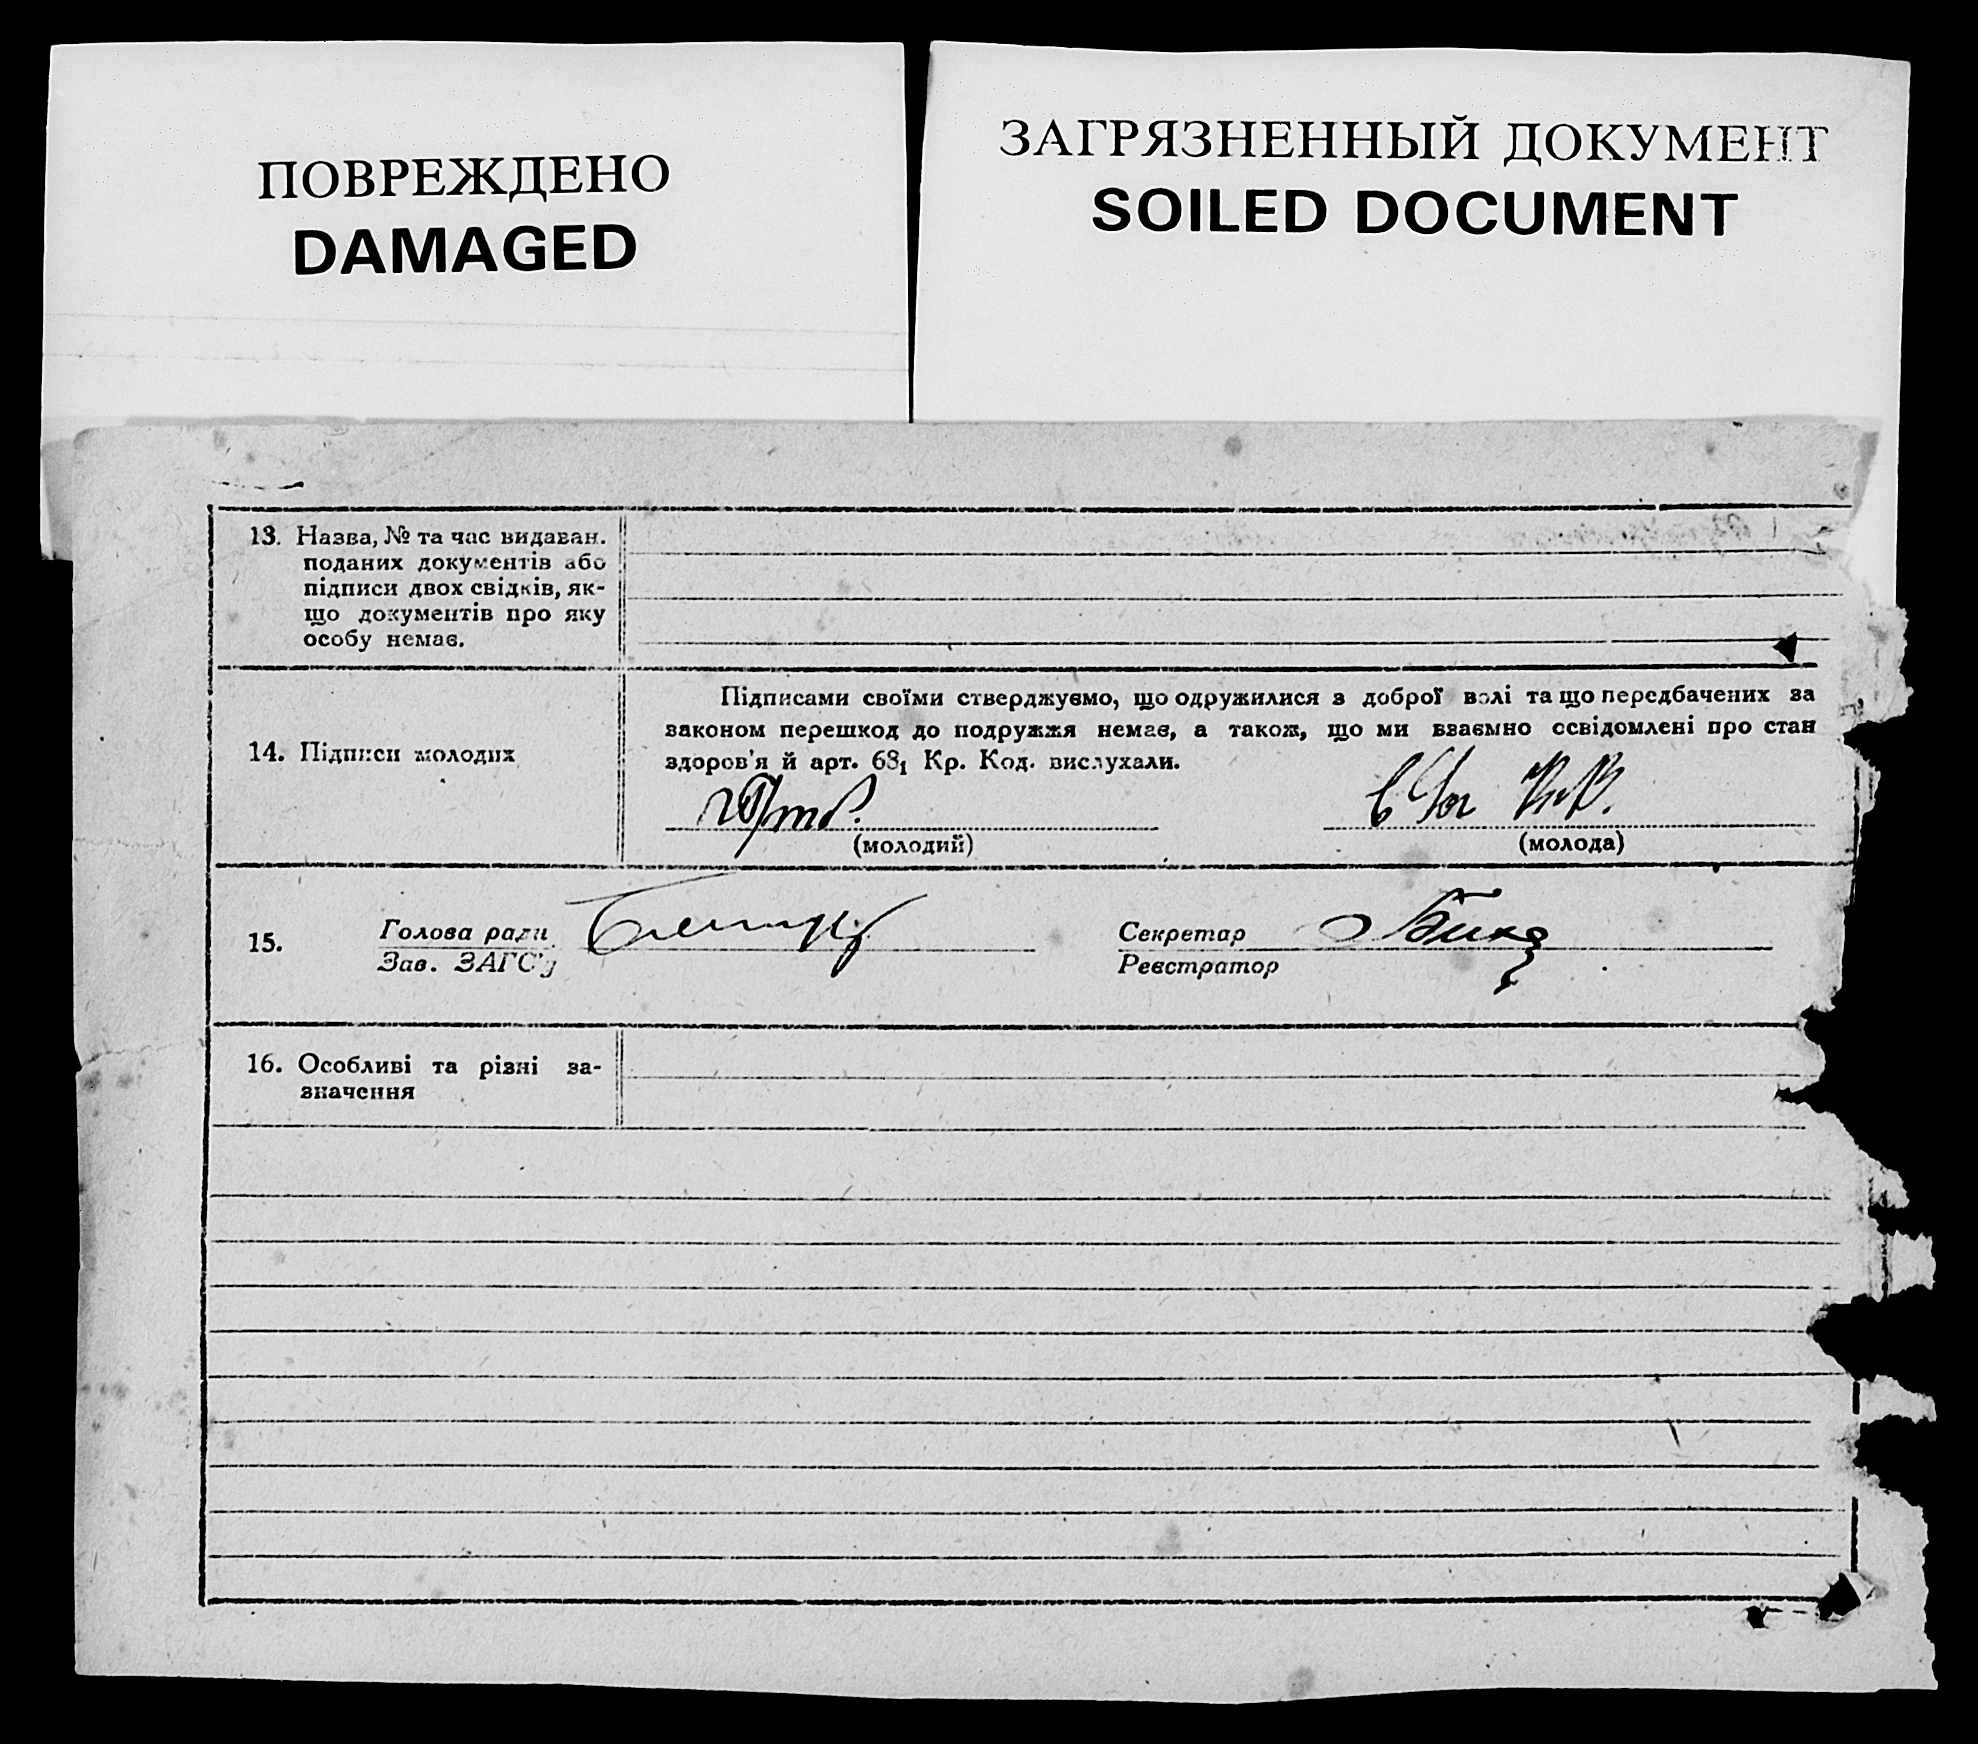 ПОВРЕЖДЕНО
DAMAGED
ЗАГРЯЗНЕННЫЙ ДОКУМЕНТ
SOILED DOCUMENT
13. Назва, № та час видаван.
поданих документів або
підписи двох свідків, як-
що документів про яку
особу немає.
14. Підписи молодих
Підписами своїми стверджуємо, що одружилися з доброї волі та що передбачених за
законом перешкод до подружжя немає, а також, що ми взаємно освідомлені про стан
здоров'я й арт. 68₁ Кр. Код. вислухали.
(молодий)
(молода)
15.
Голова ради
Зав. ЗАГС'у
Секретар
Реєстратор
16. Особливі та різні за-
значення